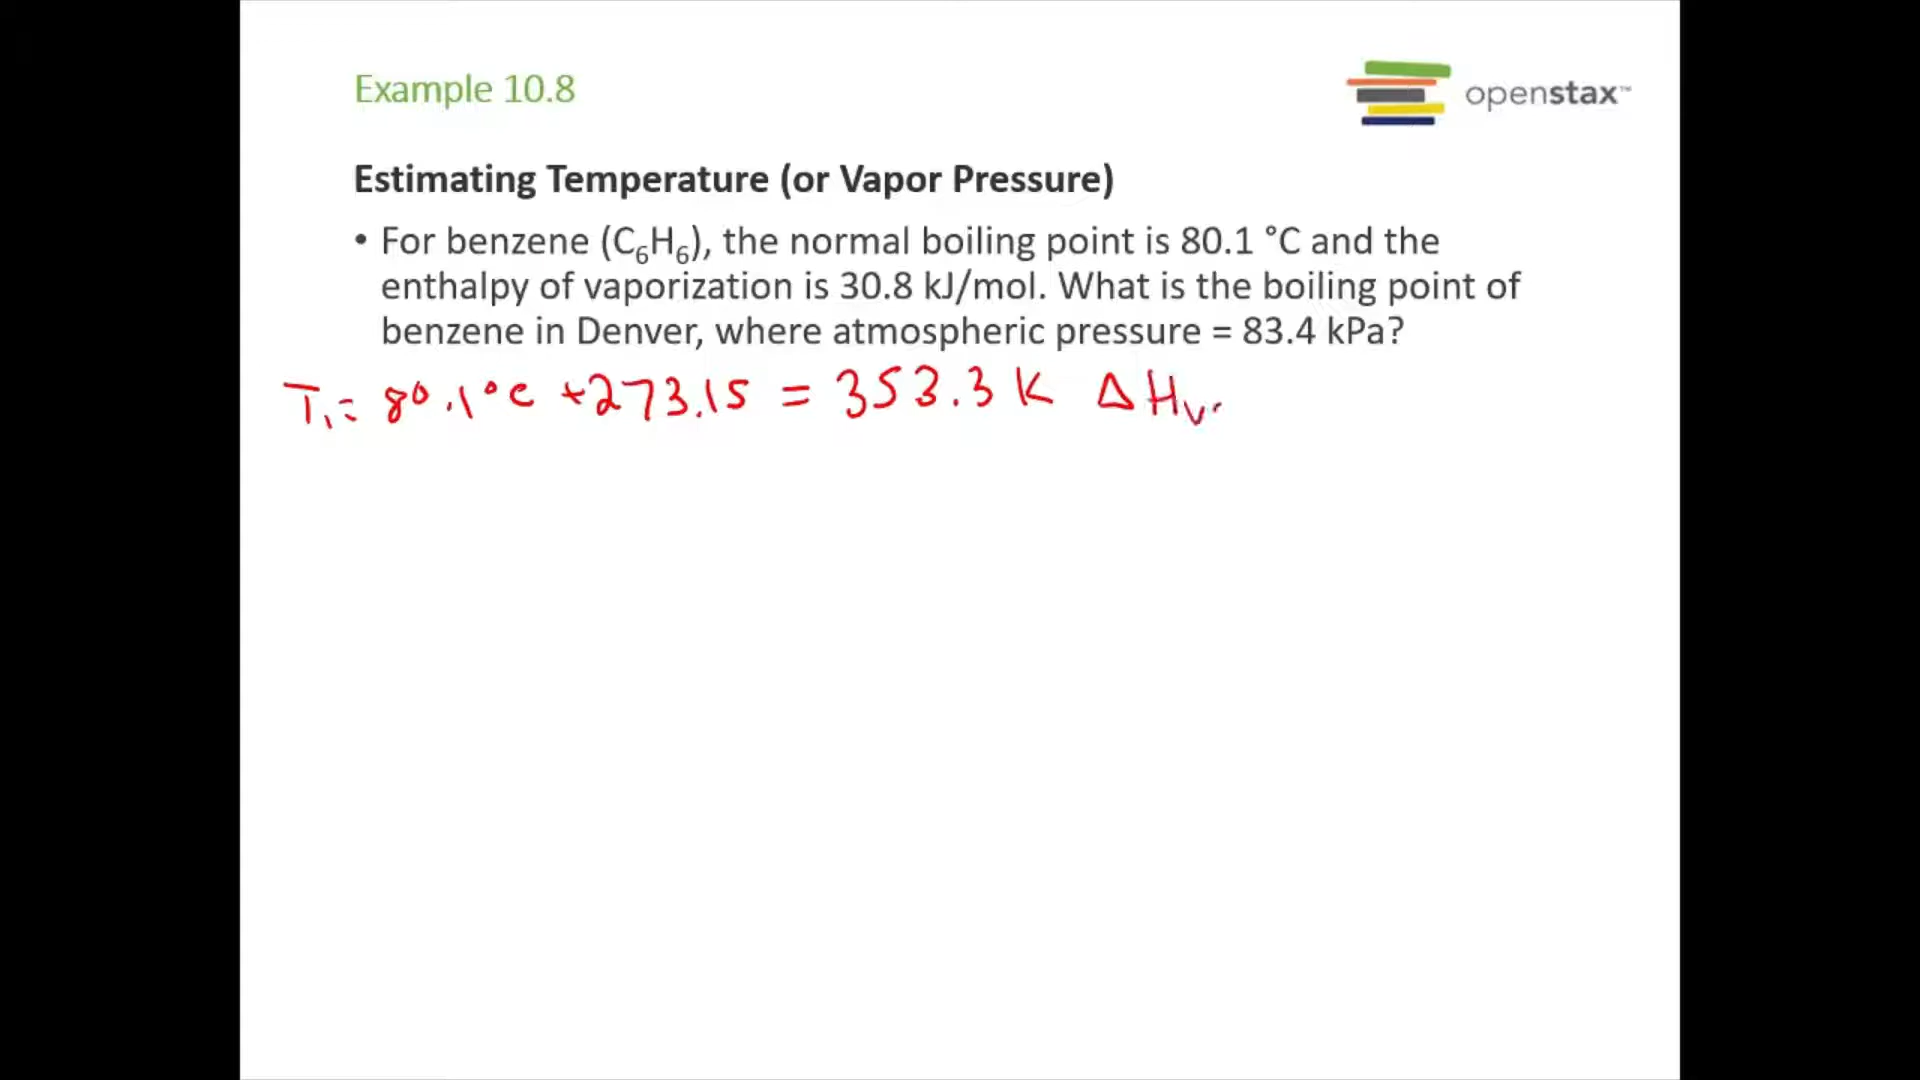 Example 10.8
openstax™
Estimating Temperature (or Vapor Pressure)
• For benzene (C₆H₆), the normal boiling point is 80.1 °C and the
enthalpy of vaporization is 30.8 kJ/mol. What is the boiling point of
benzene in Denver, where atmospheric pressure = 83.4 kPa?
T₁ = 80.1°C + 273.15 = 353.3 K ΔHv